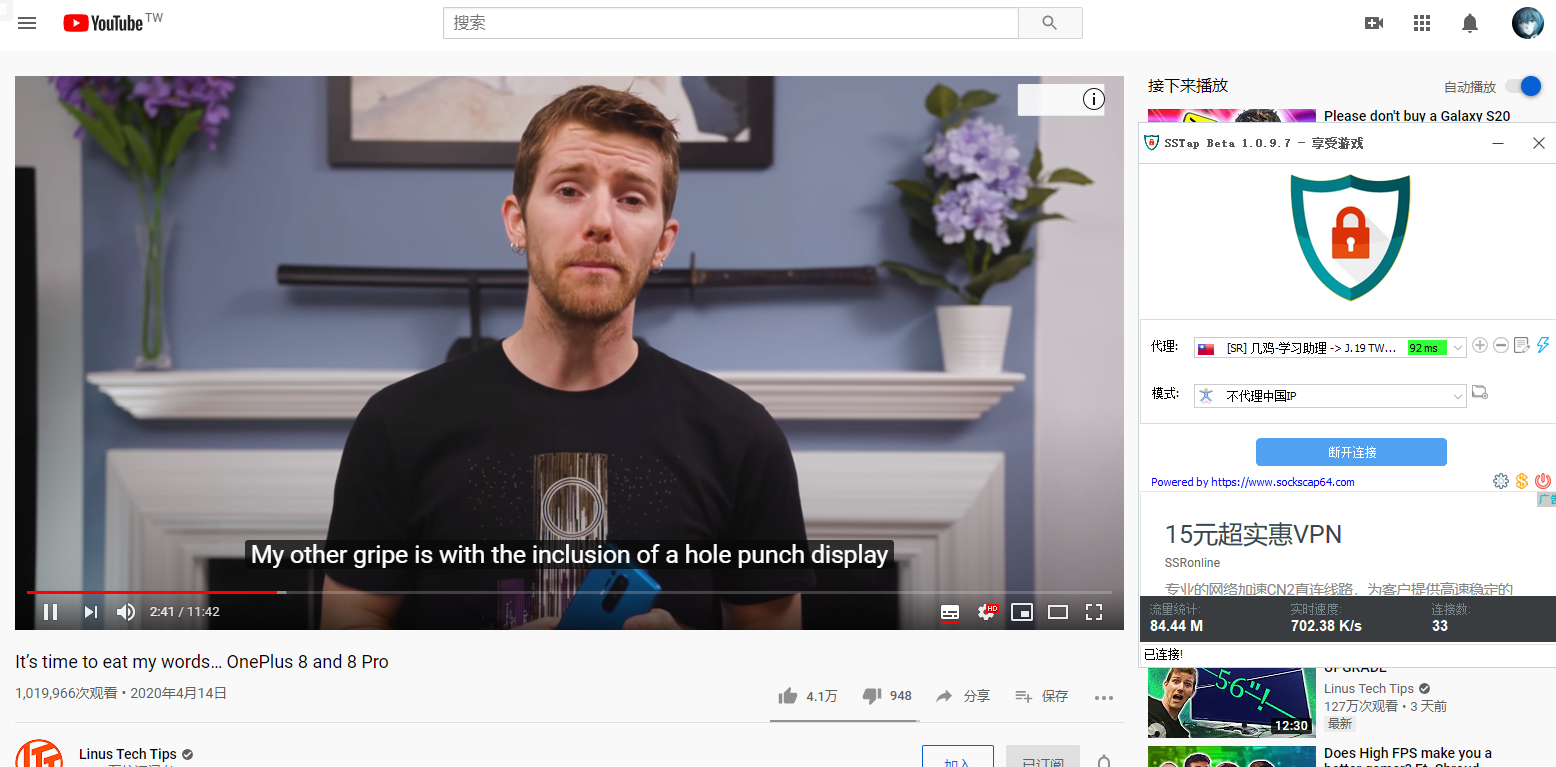 YouTube TW
搜索
My other gripe is with the inclusion of a hole punch display
2:41 / 11:42
HD
It's time to eat my words… OnePlus 8 and 8 Pro
1,019,966次观看 • 2020年4月14日
4.1万
948
分享
保存
Linus Tech Tips
加入
已订阅
接下来播放
自动播放
Please don't buy a Galaxy S20
SSTap Beta 1.0.9.7 - 享受游戏
代理:
[SR] 几鸡-学习助理 -> J.19 TW...
92 ms
模式:
不代理中国IP
断开连接
Powered by https://www.sockscap64.com
广告
15元超实惠VPN
SSRonline
专业的网络加速CN2直连线路，为客户提供高速稳定的
流量统计:
84.44 M
实时速度:
702.38 K/s
连接数:
33
已连接!
UPGRADE
56"!
12:30
Linus Tech Tips
127万次观看 • 3 天前
最新
Does High FPS make you a
better gamer? Ft. Shroud